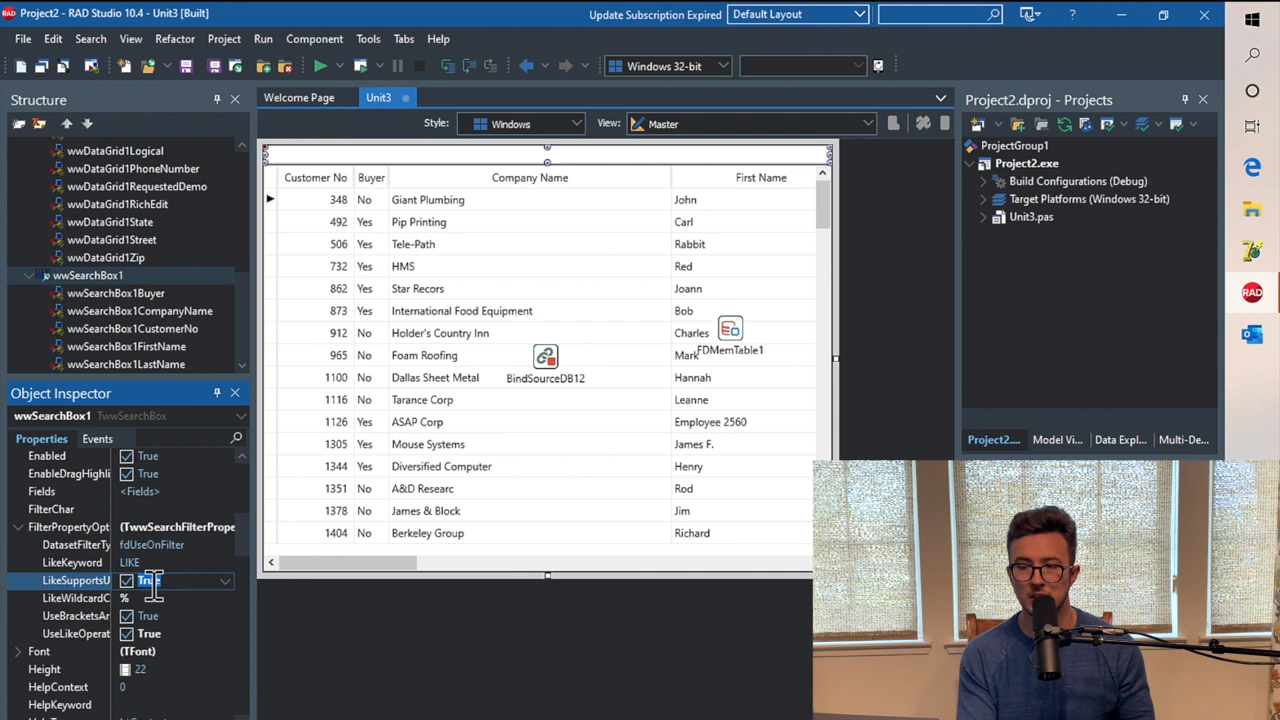 Project2 - RAD Studio 10.4 - Unit3 [Built]
Update Subscription Expired
Default Layout
File Edit Search View Refactor Project Run Component Tools Tabs Help
Windows 32-bit
Structure
wwDataGrid1Logical
wwDataGrid1PhoneNumber
wwDataGrid1RequestedDemo
wwDataGrid1RichEdit
wwDataGrid1State
wwDataGrid1Street
wwDataGrid1Zip
wwSearchBox1
wwSearchBox1Buyer
wwSearchBox1CompanyName
wwSearchBox1CustomerNo
wwSearchBox1FirstName
wwSearchBox1LastName
Object Inspector
wwSearchBox1 TwwSearchBox
Properties Events
Enabled True
EnableDragHighli True
Fields <Fields>
FilterChar
FilterPropertyOpt (TwwSearchFilterPrope
DatasetFilterTy fdUseOnFilter
LikeKeyword LIKE
LikeSupportsU True
LikeWildcardC %
UseBracketsAr True
UseLikeOperat True
Font (TFont)
Height 22
HelpContext 0
HelpKeyword
Welcome Page Unit3
Style: Windows View: Master
Customer No Buyer Company Name First Name
348 No Giant Plumbing John
492 Yes Pip Printing Carl
506 Yes Tele-Path Rabbit
732 Yes HMS Red
862 Yes Star Recors Joann
873 Yes International Food Equipment Bob
912 No Holder's Country Inn Charles
965 No Foam Roofing Mark
1100 No Dallas Sheet Metal Hannah
1116 No Tarance Corp Leanne
1126 Yes ASAP Corp Employee 2560
1305 Yes Mouse Systems James F.
1344 Yes Diversified Computer Henry
1351 No A&D Researc Rod
1378 No James & Block Jim
1404 No Berkeley Group Richard
FDMemTable1
BindSourceDB12
Project2.dproj - Projects
ProjectGroup1
Project2.exe
Build Configurations (Debug)
Target Platforms (Windows 32-bit)
Unit3.pas
Project2.... Model Vi... Data Expl... Multi-De...
RAD